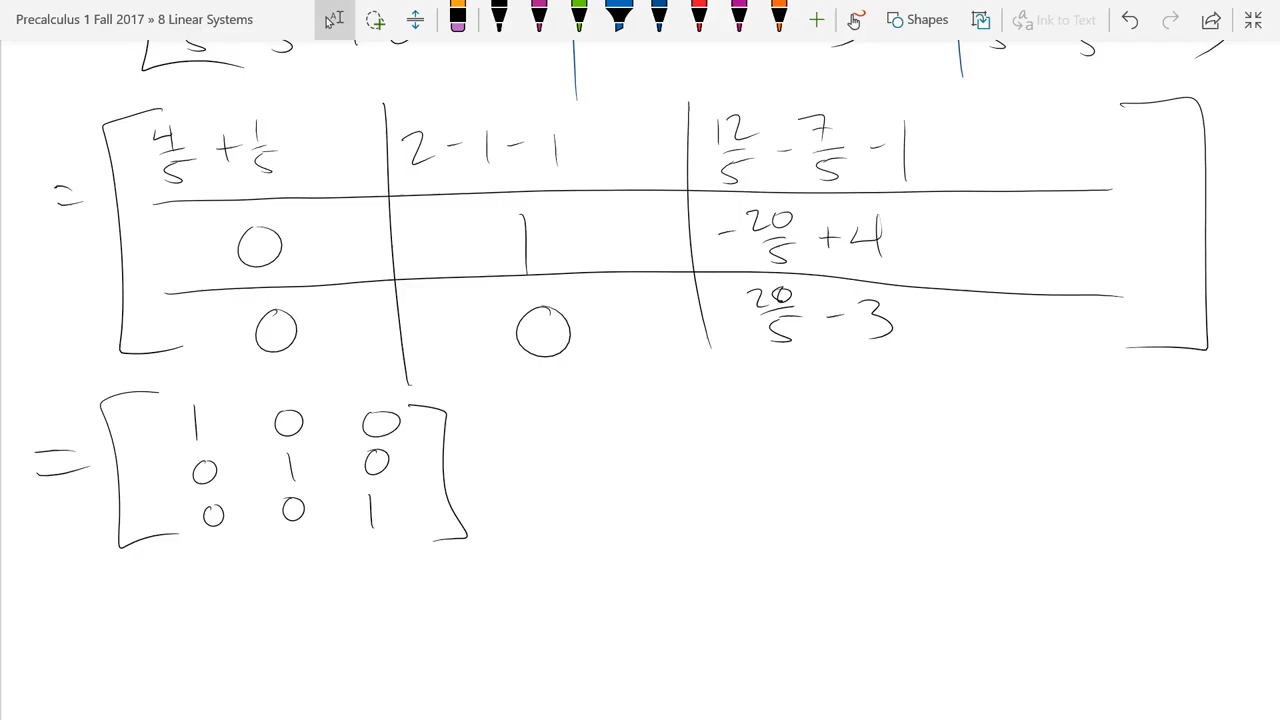 Precalculus 1 Fall 2017 » 8 Linear Systems
Shapes
Ink to Text
= [ 4/5 + 1/5 | 2 - 1 - 1 | 12/5 - 7/5 - 1 ]
0 | 1 | -20/5 + 4
0 | 0 | 20/5 - 3
= [ 1 0 0 ]
0 1 0
0 0 1